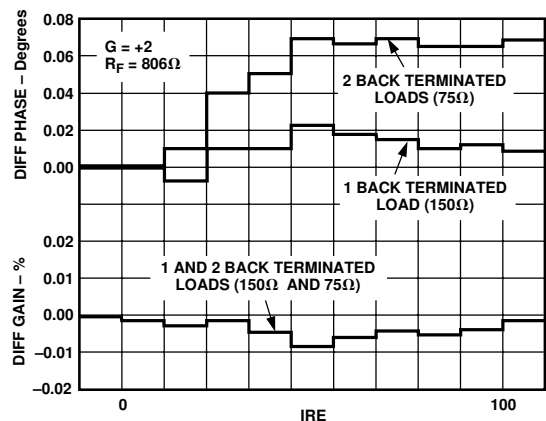 DIFF PHASE – Degrees
0.08
0.06
0.04
0.02
0.00
G = +2
RF = 806Ω
2 BACK TERMINATED
LOADS (75Ω)
1 BACK TERMINATED
LOAD (150Ω)
DIFF GAIN – %
0.02
0.01
0.00
–0.01
–0.02
1 AND 2 BACK TERMINATED
LOADS (150Ω AND 75Ω)
0
100
IRE